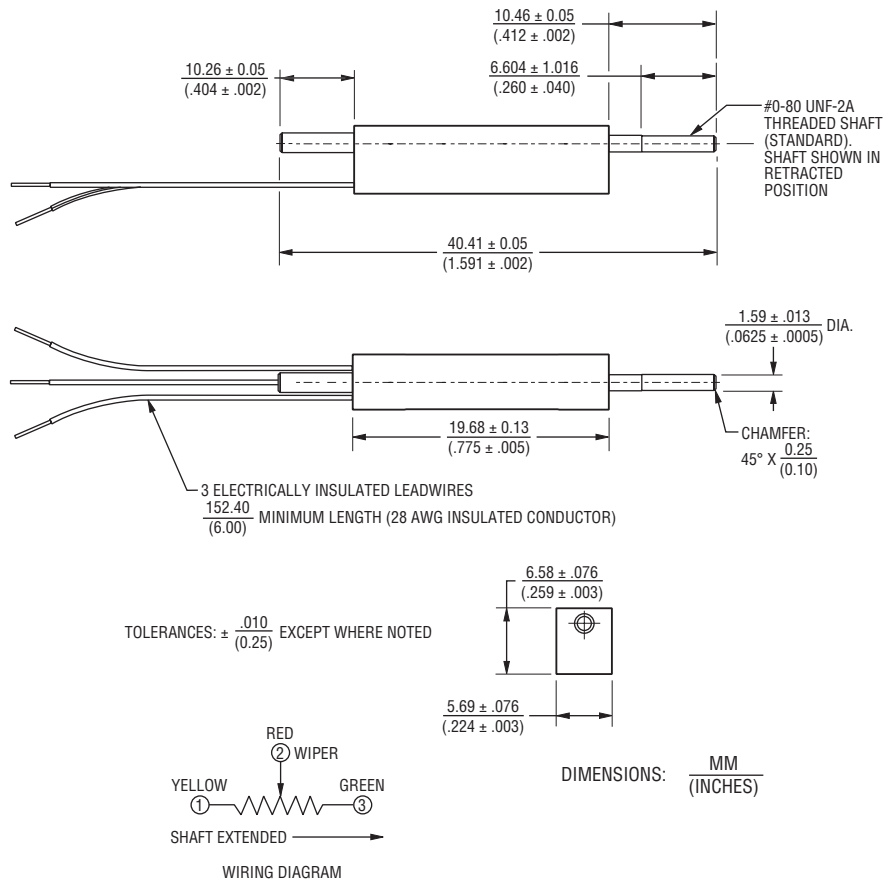 10.46 ± 0.05
(.412 ± .002)
10.26 ± 0.05
(.404 ± .002)
6.604 ± 1.016
(.260 ± .040)
#0-80 UNF-2A
THREADED SHAFT
(STANDARD).
SHAFT SHOWN IN
RETRACTED
POSITION
40.41 ± 0.05
(1.591 ± .002)
1.59 ± .013
(.0625 ± .0005)
DIA.
19.68 ± 0.13
(.775 ± .005)
CHAMFER:
45° X 0.25
(0.10)
3 ELECTRICALLY INSULATED LEADWIRES
152.40
(6.00)
MINIMUM LENGTH (28 AWG INSULATED CONDUCTOR)
6.58 ± .076
(.259 ± .003)
TOLERANCES: ± .010
(0.25)
EXCEPT WHERE NOTED
5.69 ± .076
(.224 ± .003)
RED
2 WIPER
YELLOW
1
GREEN
3
SHAFT EXTENDED
WIRING DIAGRAM
DIMENSIONS: MM
(INCHES)